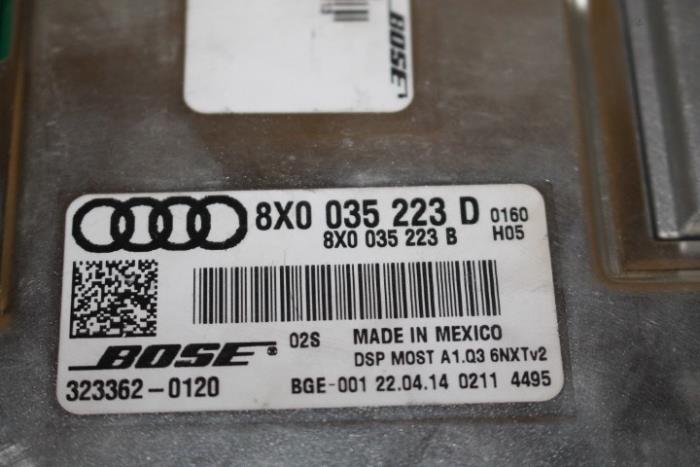 BOSE
8X0 035 223 D 0160
8X0 035 223 B H05
02S MADE IN MEXICO
BOSE® DSP MOST A1.Q3 6NXTv2
323362-0120 BGE-001 22.04.14 0211 4495